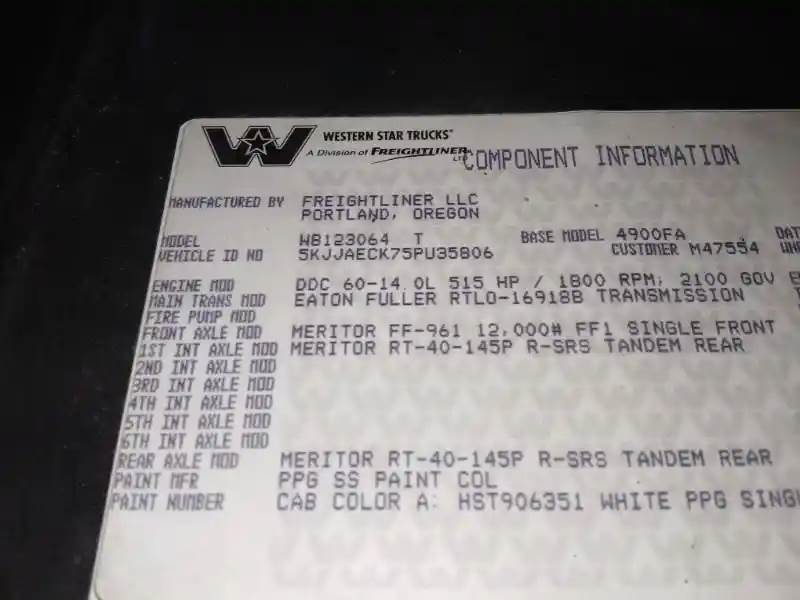 WESTERN STAR TRUCKS
A Division of FREIGHTLINER LTD
COMPONENT INFORMATION
MANUFACTURED BY FREIGHTLINER LLC
PORTLAND, OREGON
MODEL WB123064 T BASE MODEL 4900FA DAT
VEHICLE ID NO 5KJJAECK75PU35806 CUSTOMER M47554
ENGINE MOD DDC 60-14.0L 515 HP / 1800 RPM; 2100 GOV
MAIN TRANS MOD EATON FULLER RTLO-16918B TRANSMISSION
FIRE PUMP MOD
FRONT AXLE MOD MERITOR FF-961 12,000# FF1 SINGLE FRONT
1ST INT AXLE MOD MERITOR RT-40-145P R-SRS TANDEM REAR
2ND INT AXLE MOD
3RD INT AXLE MOD
4TH INT AXLE MOD
5TH INT AXLE MOD
6TH INT AXLE MOD
REAR AXLE MOD MERITOR RT-40-145P R-SRS TANDEM REAR
PAINT MFR PPG SS PAINT COL
PAINT NUMBER CAB COLOR A: HST906351 WHITE PPG SINGL